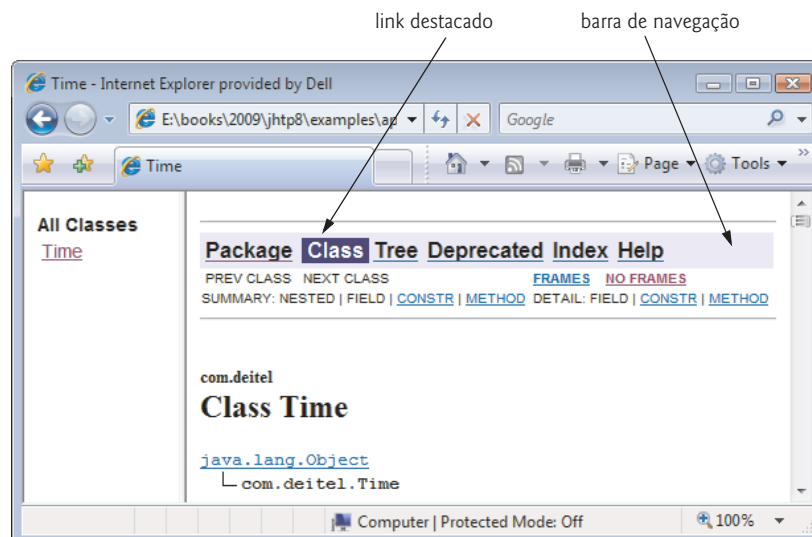 link destacado
barra de navegação
Time - Internet Explorer provided by Dell
E:\books\2009\jhtp8\examples\ap
Google
Time
Page
Tools
All Classes
Time
Package Class Tree Deprecated Index Help
PREV CLASS NEXT CLASS FRAMES NO FRAMES
SUMMARY: NESTED | FIELD | CONSTR | METHOD DETAIL: FIELD | CONSTR | METHOD
com.deitel
Class Time
java.lang.Object
com.deitel.Time
Computer | Protected Mode: Off
100%